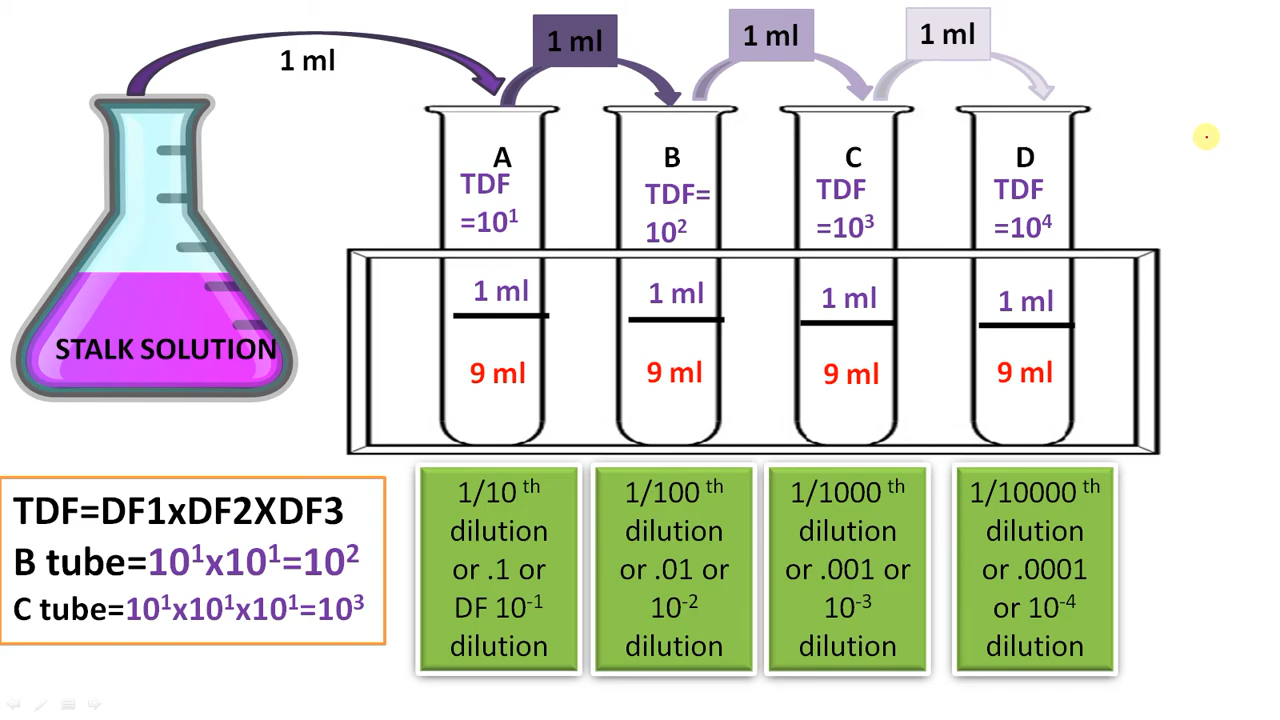 1 ml
1 ml
1 ml
1 ml
A
TDF
=10¹
B
TDF=
10²
C
TDF
=10³
D
TDF
=10⁴
1 ml
1 ml
1 ml
1 ml
STALK SOLUTION
9 ml
9 ml
9 ml
9 ml
TDF=DF1xDF2XDF3
B tube=10¹x10¹=10²
C tube=10¹x10¹x10¹=10³
1/10 th
dilution
or .1 or
DF 10⁻¹
dilution
1/100 th
dilution
or .01 or
10⁻²
dilution
1/1000 th
dilution
or .001 or
10⁻³
dilution
1/10000 th
dilution
or .0001
or 10⁻⁴
dilution